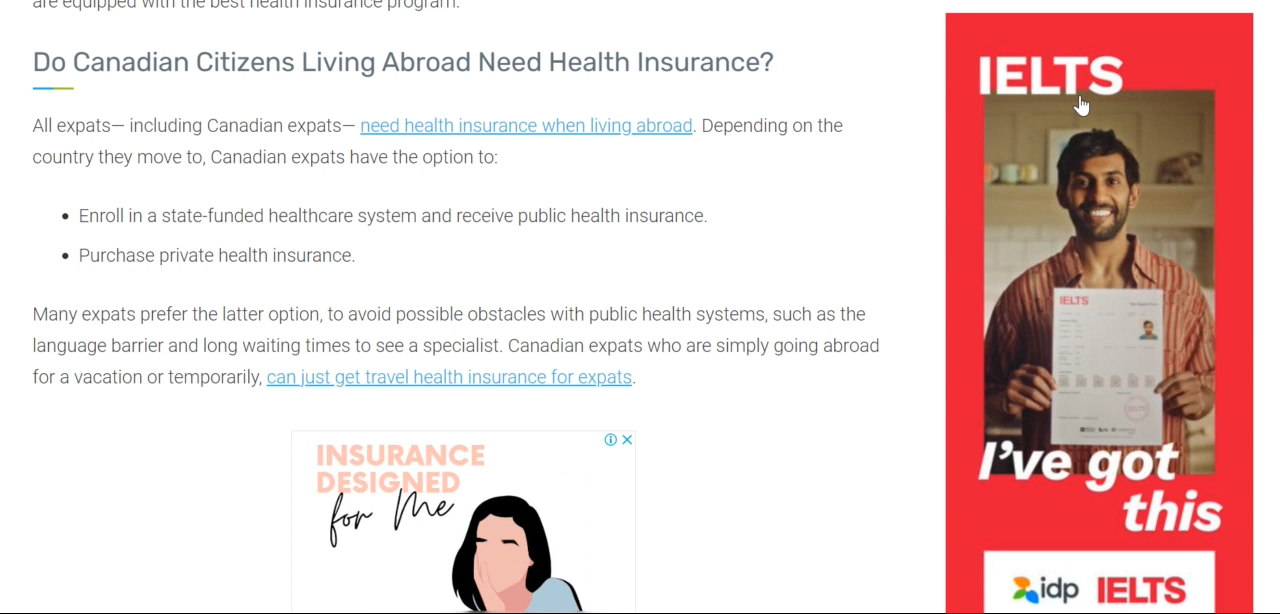 are equipped with the best health insurance program.
Do Canadian Citizens Living Abroad Need Health Insurance?
All expats— including Canadian expats— need health insurance when living abroad. Depending on the
country they move to, Canadian expats have the option to:
Enroll in a state-funded healthcare system and receive public health insurance.
Purchase private health insurance.
Many expats prefer the latter option, to avoid possible obstacles with public health systems, such as the
language barrier and long waiting times to see a specialist. Canadian expats who are simply going abroad
for a vacation or temporarily, can just get travel health insurance for expats.
INSURANCE
DESIGNED
for Me
IELTS
IELTS
IELTS
I've got
this
idp IELTS